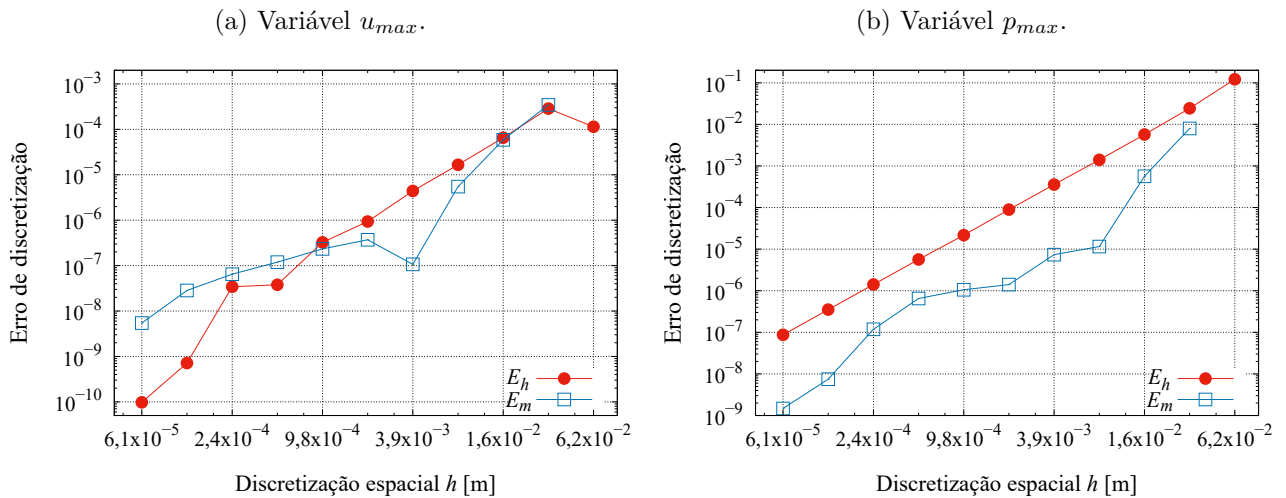 (a) Variável u_{max}.
Erro de discretização
10^{-3}
10^{-4}
10^{-5}
10^{-6}
10^{-7}
10^{-8}
10^{-9}
10^{-10}
E_h
E_m
6,1x10^{-5} 2,4x10^{-4} 9,8x10^{-4} 3,9x10^{-3} 1,6x10^{-2} 6,2x10^{-2}
Discretização espacial h [m]
(b) Variável p_{max}.
Erro de discretização
10^{-1}
10^{-2}
10^{-3}
10^{-4}
10^{-5}
10^{-6}
10^{-7}
10^{-8}
10^{-9}
E_h
E_m
6,1x10^{-5} 2,4x10^{-4} 9,8x10^{-4} 3,9x10^{-3} 1,6x10^{-2} 6,2x10^{-2}
Discretização espacial h [m]